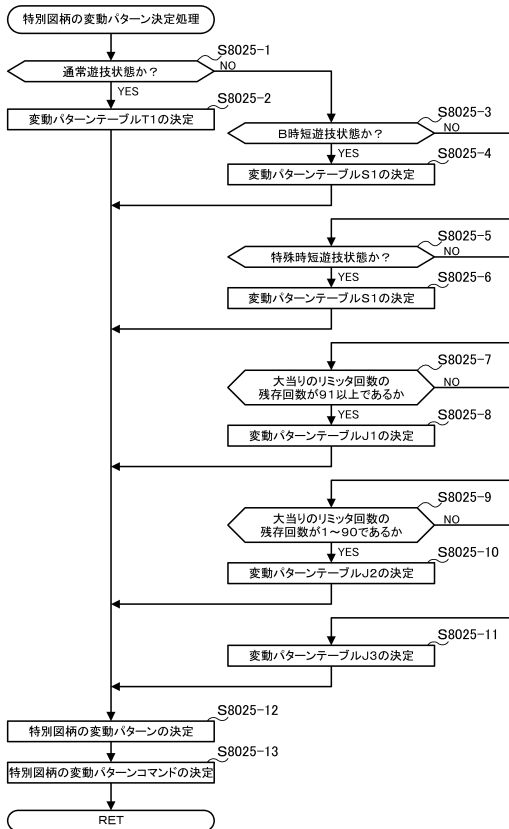 特別図柄の変動パターン決定処理
S8025-1
通常遊技状態か？
NO
YES
S8025-2
変動パターンテーブルT1の決定
S8025-3
B時短遊技状態か？
NO
YES
S8025-4
変動パターンテーブルS1の決定
S8025-5
特殊時短遊技状態か？
NO
YES
S8025-6
変動パターンテーブルS1の決定
S8025-7
大当りのリミッタ回数の
残存回数が91以上であるか
NO
YES
S8025-8
変動パターンテーブルJ1の決定
S8025-9
大当りのリミッタ回数の
残存回数が1～90であるか
NO
YES
S8025-10
変動パターンテーブルJ2の決定
S8025-11
変動パターンテーブルJ3の決定
S8025-12
特別図柄の変動パターンの決定
S8025-13
特別図柄の変動パターンコマンドの決定
RET